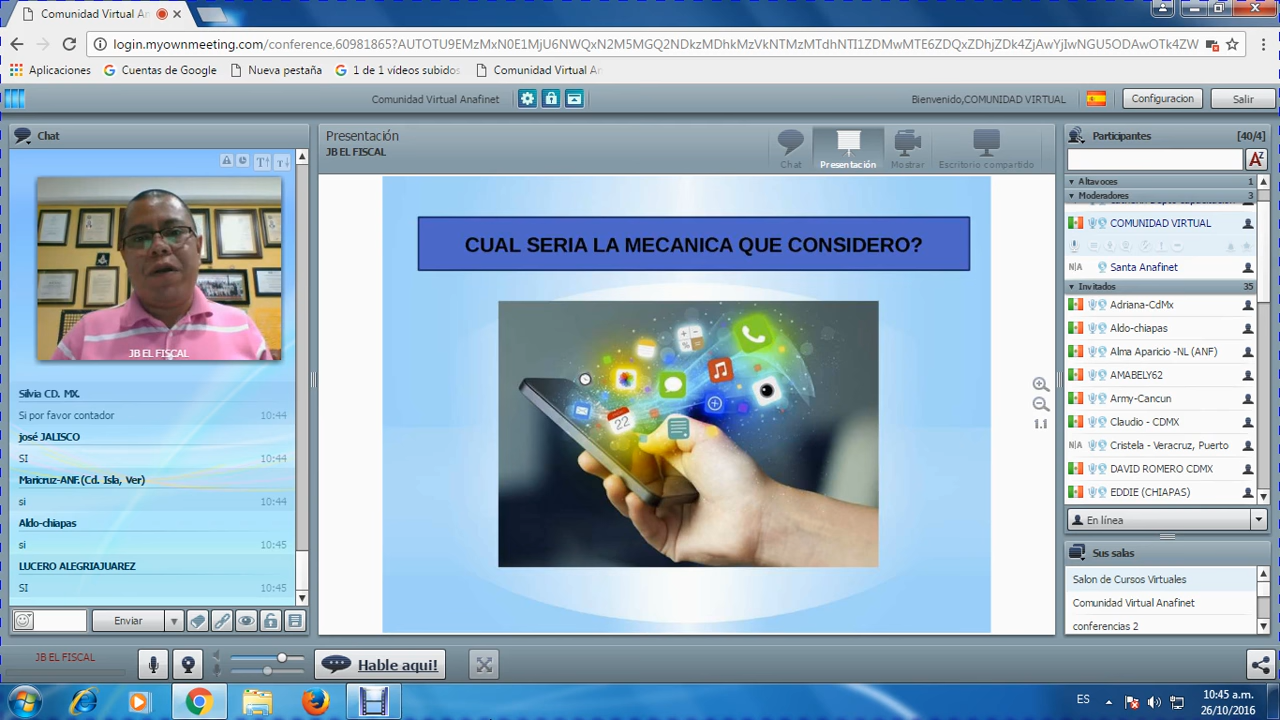 Comunidad Virtual Anafin
login.myownmeeting.com/conference,60981865?AUTOTU9EMzMxN0E1MjU6NWQxN2M5MGQ2NDkzMDhkMzVkNTMzMTdhNTI1ZDMwMTE6ZDQxZDhjZDk4ZjAwYjIwNGU5ODAwOTk4ZW
Aplicaciones
Cuentas de Google
Nueva pestaña
1 de 1 vídeos subidos
Comunidad Virtual An
Comunidad Virtual Anafinet
Bienvenido,COMUNIDAD VIRTUAL
Configuracion
Salir
Chat
JB EL FISCAL
Silvia CD. MX.
Si por favor contador 10:44
josé JALISCO
SI 10:44
Maricruz-ANF.(Cd. Isla, Ver)
si 10:44
Aldo-chiapas
si 10:45
LUCERO ALEGRIAJUAREZ
SI 10:45
Enviar
Presentación
JB EL FISCAL
Chat
Presentación
Mostrar
Escritorio compartido
CUAL SERIA LA MECANICA QUE CONSIDERO?
22
1.1
Participantes [40/4]
Altavoces 1
Moderadores 3
COMUNIDAD VIRTUAL
N/A Santa Anafinet
Invitados 35
Adriana-CdMx
Aldo-chiapas
Alma Aparicio -NL (ANF)
AMABELY62
Army-Cancun
Claudio - CDMX
N/A Cristela - Veracruz, Puerto
DAVID ROMERO CDMX
EDDIE (CHIAPAS)
En línea
Sus salas
Salon de Cursos Virtuales
Comunidad Virtual Anafinet
conferencias 2
JB EL FISCAL
Hable aqui!
ES
10:45 a.m.
26/10/2016